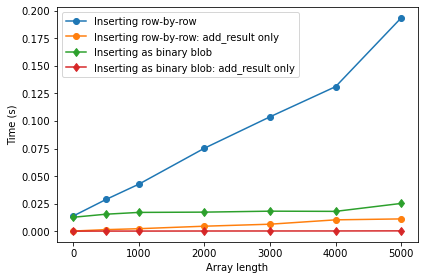 0.200
0.175
0.150
0.125
0.100
0.075
0.050
0.025
0.000
Time (s)
Inserting row-by-row
Inserting row-by-row: add_result only
Inserting as binary blob
Inserting as binary blob: add_result only
0 1000 2000 3000 4000 5000
Array length